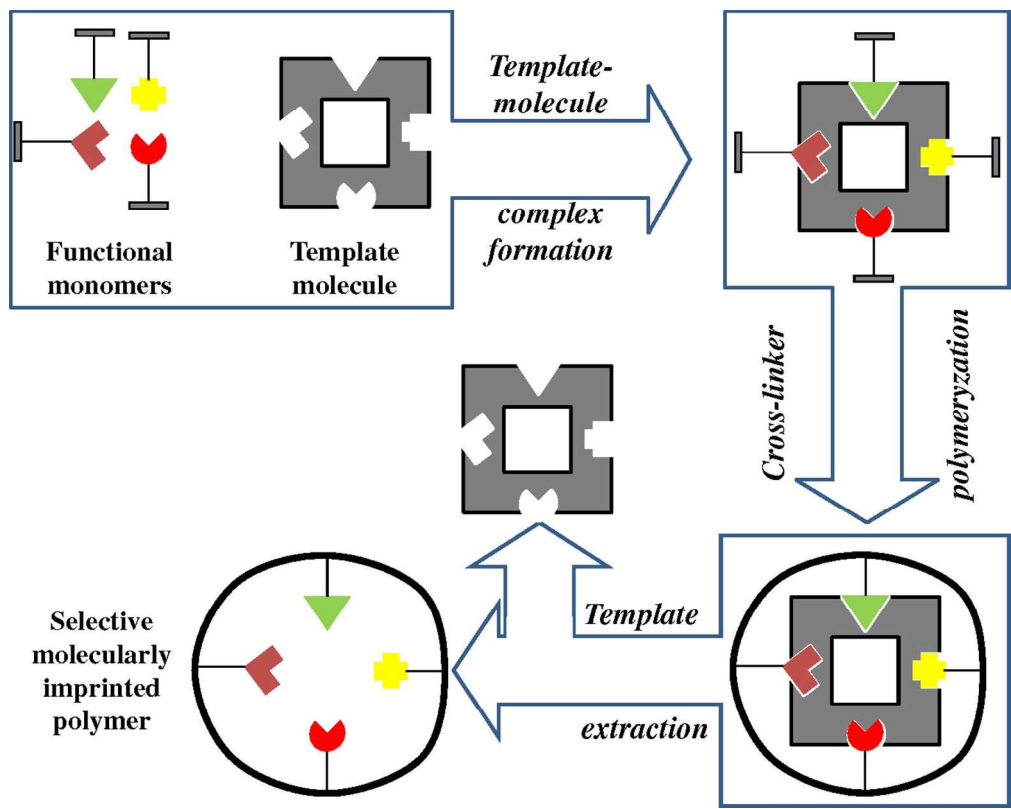 Functional
monomers
Template
molecule
Template-
molecule
complex
formation
Cross-linker
polymeryzation
Template
extraction
Selective
molecularly
imprinted
polymer